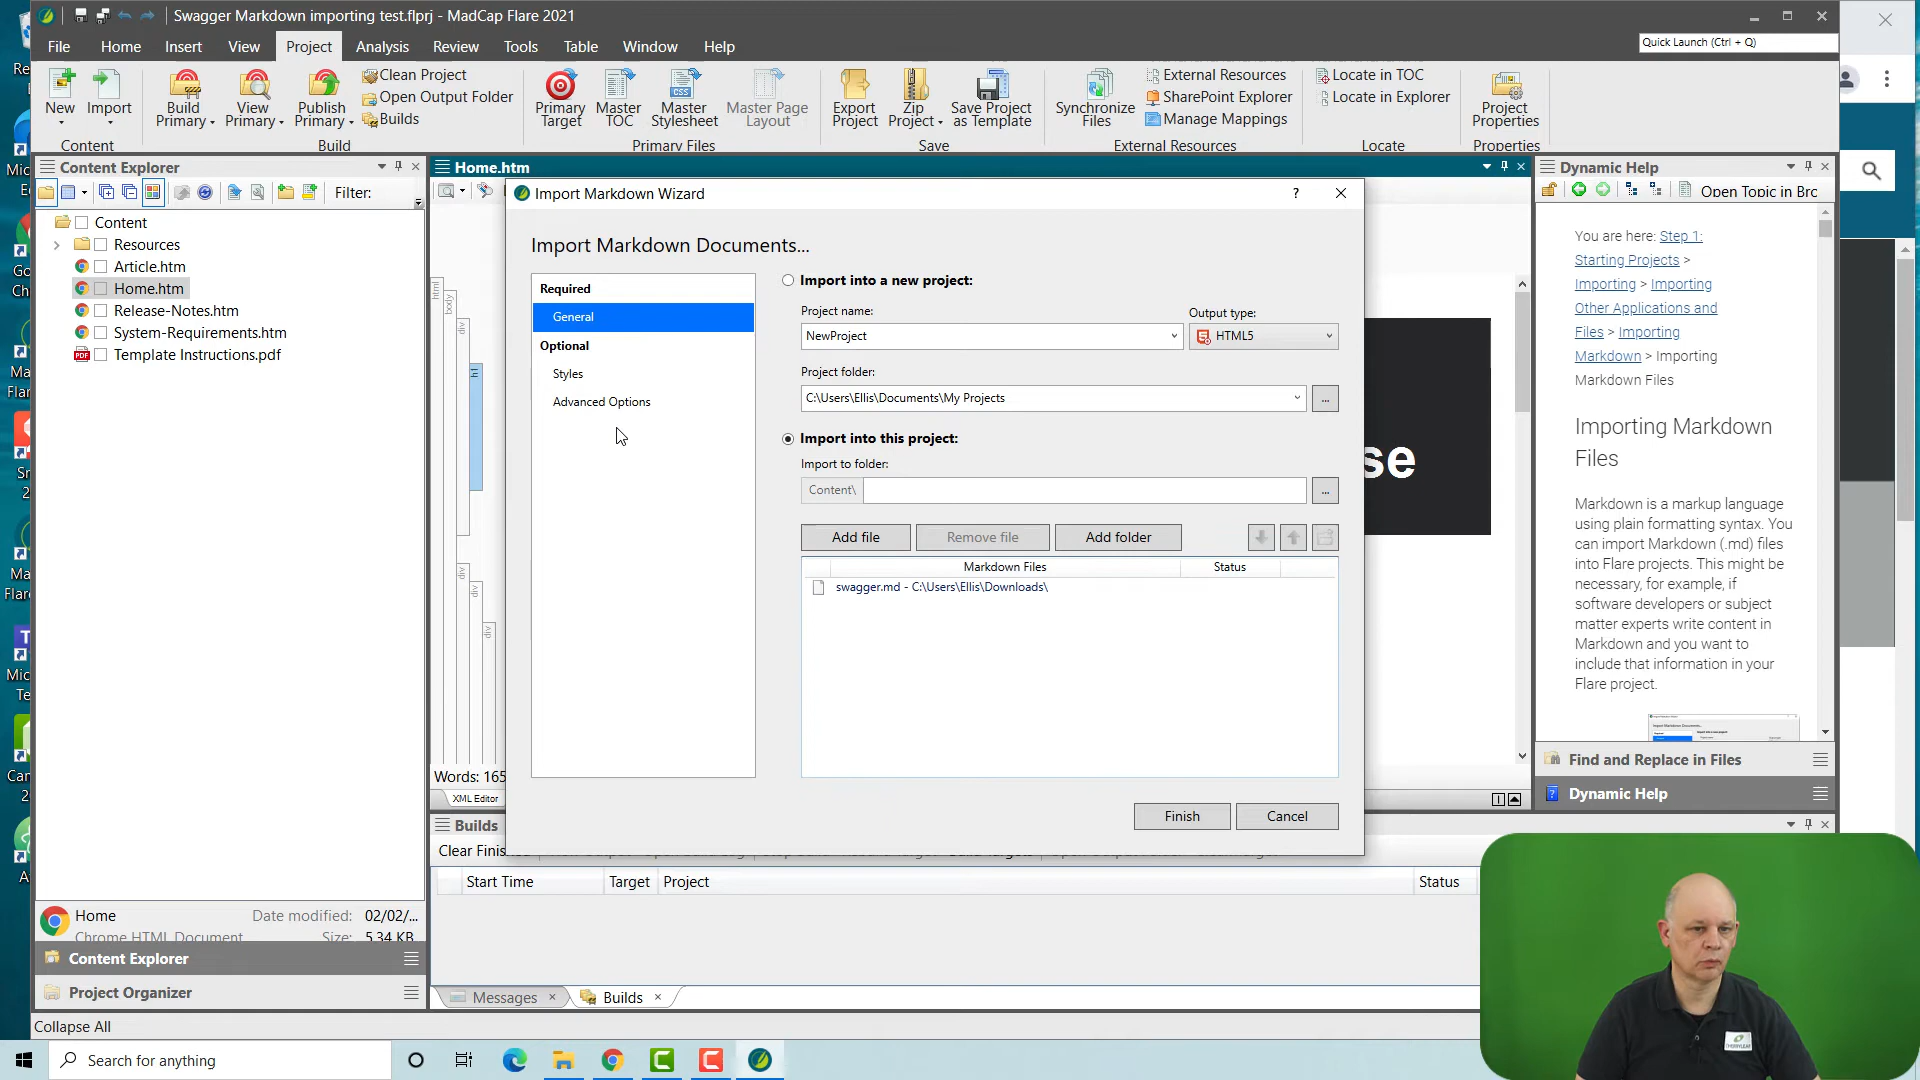 Swagger Markdown importing test.flprj - MadCap Flare 2021
File Home Insert View Project Analysis Review Tools Table Window Help
Quick Launch (Ctrl + Q)
New
Import
Build Primary
View Primary
Publish Primary
Clean Project
Open Output Folder
Builds
Primary Target
Master TOC
Master Stylesheet
Master Page Layout
Export Project
Zip Project
Save Project as Template
Synchronize Files
External Resources
SharePoint Explorer
Manage Mappings
Locate in TOC
Locate in Explorer
Project Properties
Content Build Primary Files Save External Resources Locate Properties
Content Explorer
Filter:
Content
Resources
Article.htm
Home.htm
Release-Notes.htm
System-Requirements.htm
Template Instructions.pdf
Home Date modified: 02/02/...
Chrome HTML Document Size: 5.34 KB
Content Explorer
Project Organizer
Collapse All
Home.htm
html
body
div
h1
div
div
div
se
Words: 165
XML Editor
Import Markdown Wizard
Import Markdown Documents...
Required
General
Optional
Styles
Advanced Options
Import into a new project:
Project name:
Output type:
NewProject
HTML5
Project folder:
C:\Users\Ellis\Documents\My Projects
...
Import into this project:
Import to folder:
Content\
...
Add file
Remove file
Add folder
Markdown Files Status
swagger.md - C:\Users\Ellis\Downloads\
Finish
Cancel
Builds
Clear Finis
Start Time Target Project Status
Messages
Builds
Dynamic Help
Open Topic in Brc
You are here: Step 1:
Starting Projects >
Importing > Importing
Other Applications and
Files > Importing
Markdown > Importing
Markdown Files
Importing Markdown
Files
Markdown is a markup language
using plain formatting syntax. You
can import Markdown (.md) files
into Flare projects. This might be
necessary, for example, if
software developers or subject
matter experts write content in
Markdown and you want to
include that information in your
Flare project.
Find and Replace in Files
Dynamic Help
Search for anything